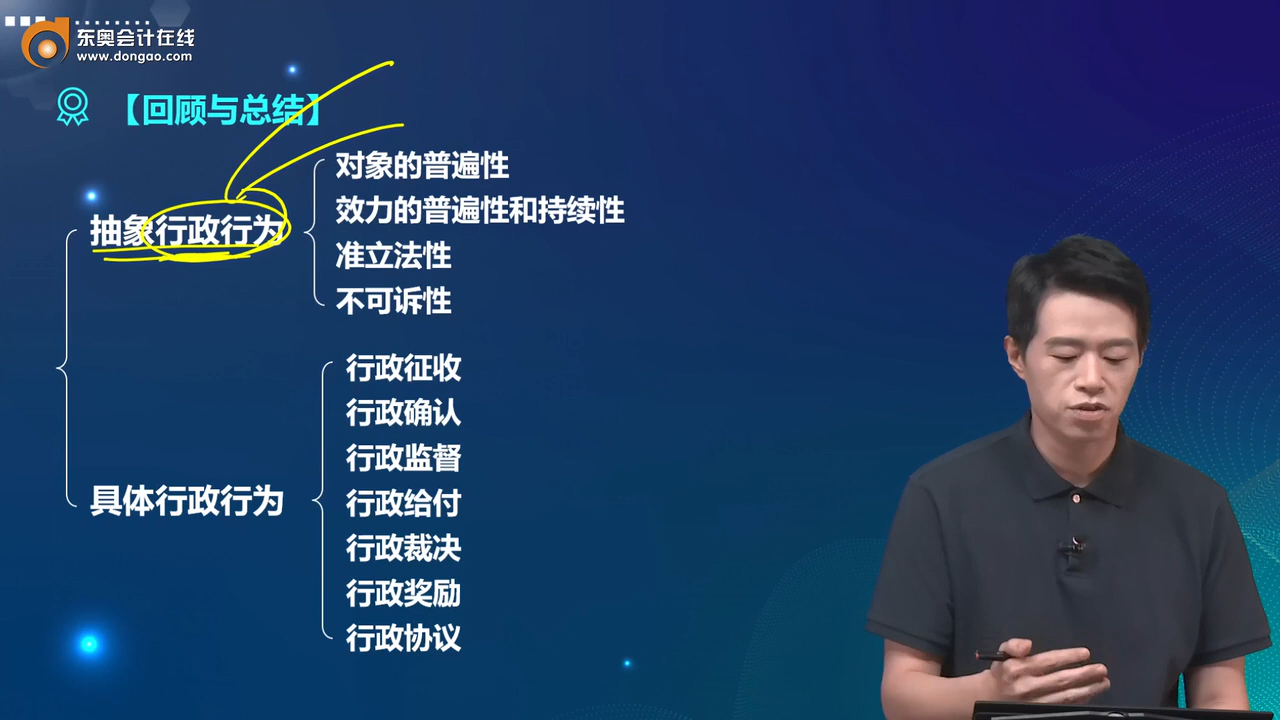 东奥会计在线
www.dongao.com
【回顾与总结】
抽象行政行为
对象的普遍性
效力的普遍性和持续性
准立法性
不可诉性
具体行政行为
行政征收
行政确认
行政监督
行政给付
行政裁决
行政奖励
行政协议